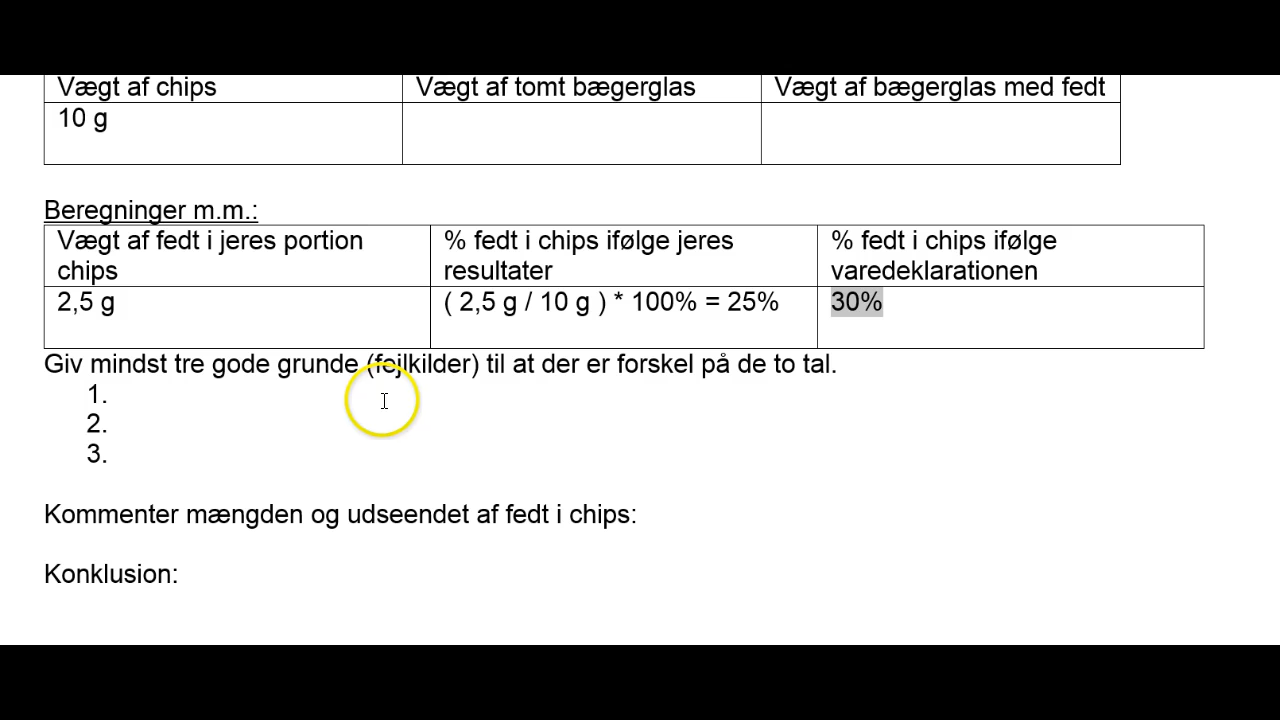 Vægt af chips
Vægt af tomt bægerglas
Vægt af bægerglas med fedt
10 g
Beregninger m.m.:
Vægt af fedt i jeres portion
chips
% fedt i chips ifølge jeres
resultater
% fedt i chips ifølge
varedeklarationen
2,5 g
( 2,5 g / 10 g ) * 100% = 25%
30%
Giv mindst tre gode grunde (fejlkilder) til at der er forskel på de to tal.
1.
2.
3.
Kommenter mængden og udseendet af fedt i chips:
Konklusion: